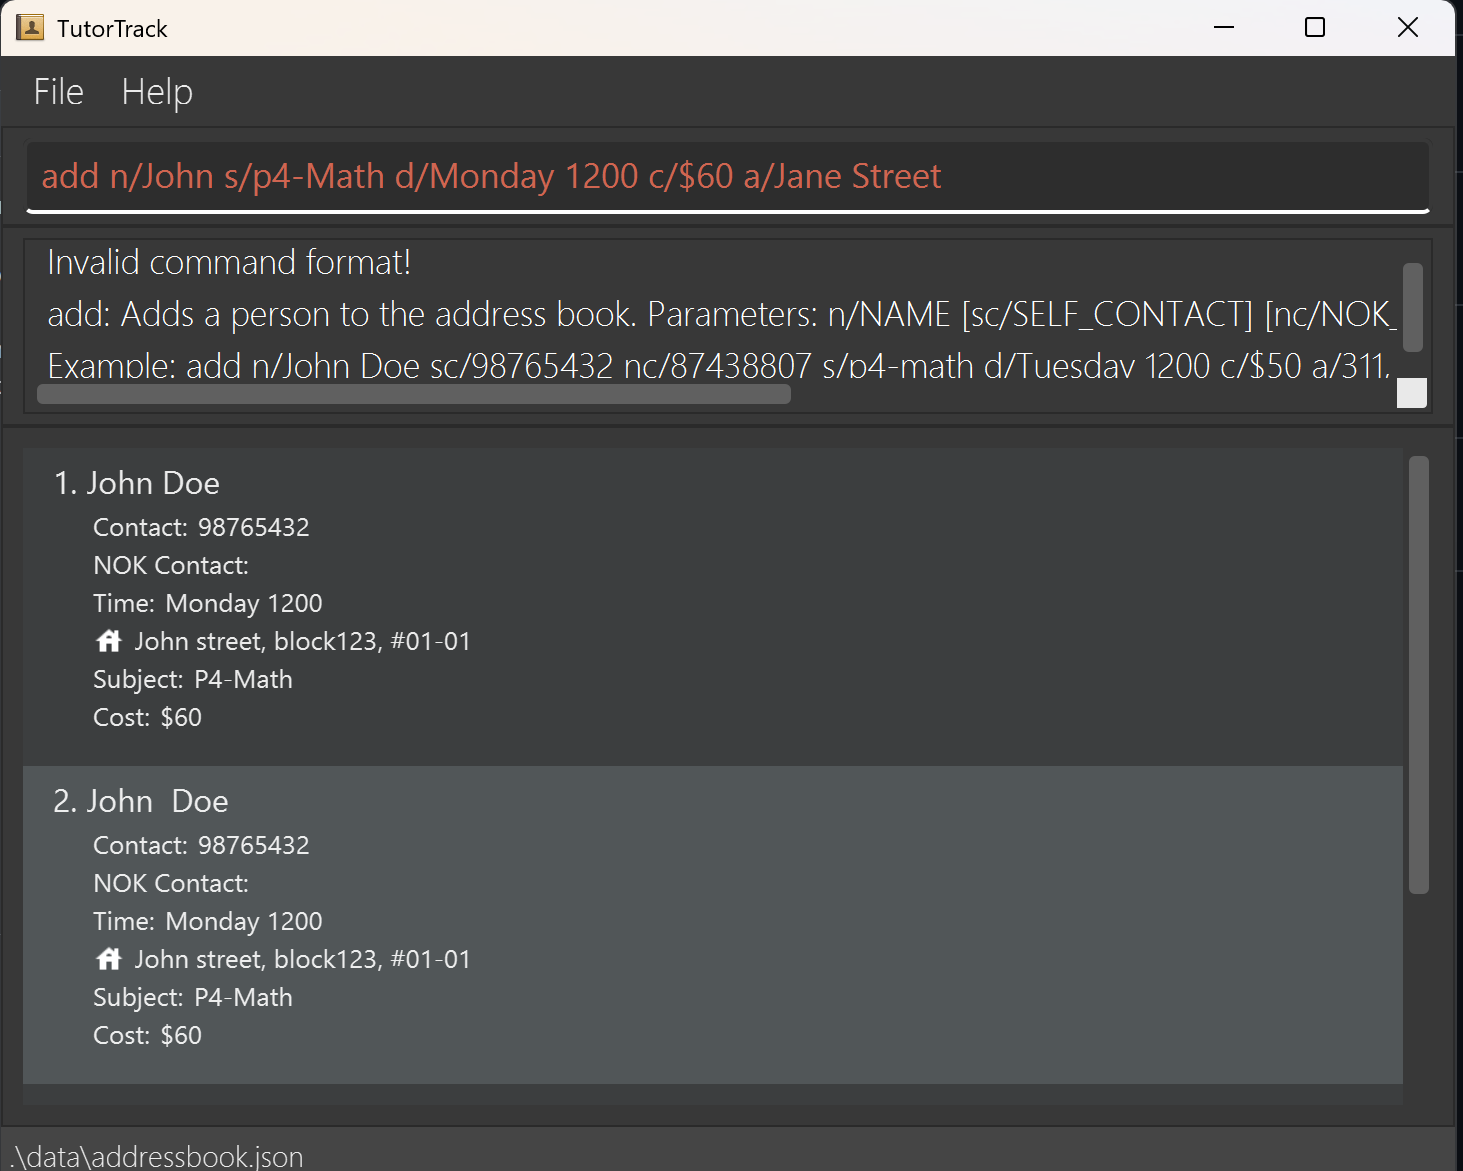 TutorTrack
File Help
add n/John s/p4-Math d/Monday 1200 c/$60 a/Jane Street
Invalid command format!
add: Adds a person to the address book. Parameters: n/NAME [sc/SELF_CONTACT] [nc/NOK_
Example: add n/John Doe sc/98765432 nc/87438807 s/p4-math d/Tuesday 1200 c/$50 a/311,
1. John Doe
Contact: 98765432
NOK Contact:
Time: Monday 1200
John street, block123, #01-01
Subject: P4-Math
Cost: $60
2. John  Doe
Contact: 98765432
NOK Contact:
Time: Monday 1200
John street, block123, #01-01
Subject: P4-Math
Cost: $60
.\data\addressbook.json